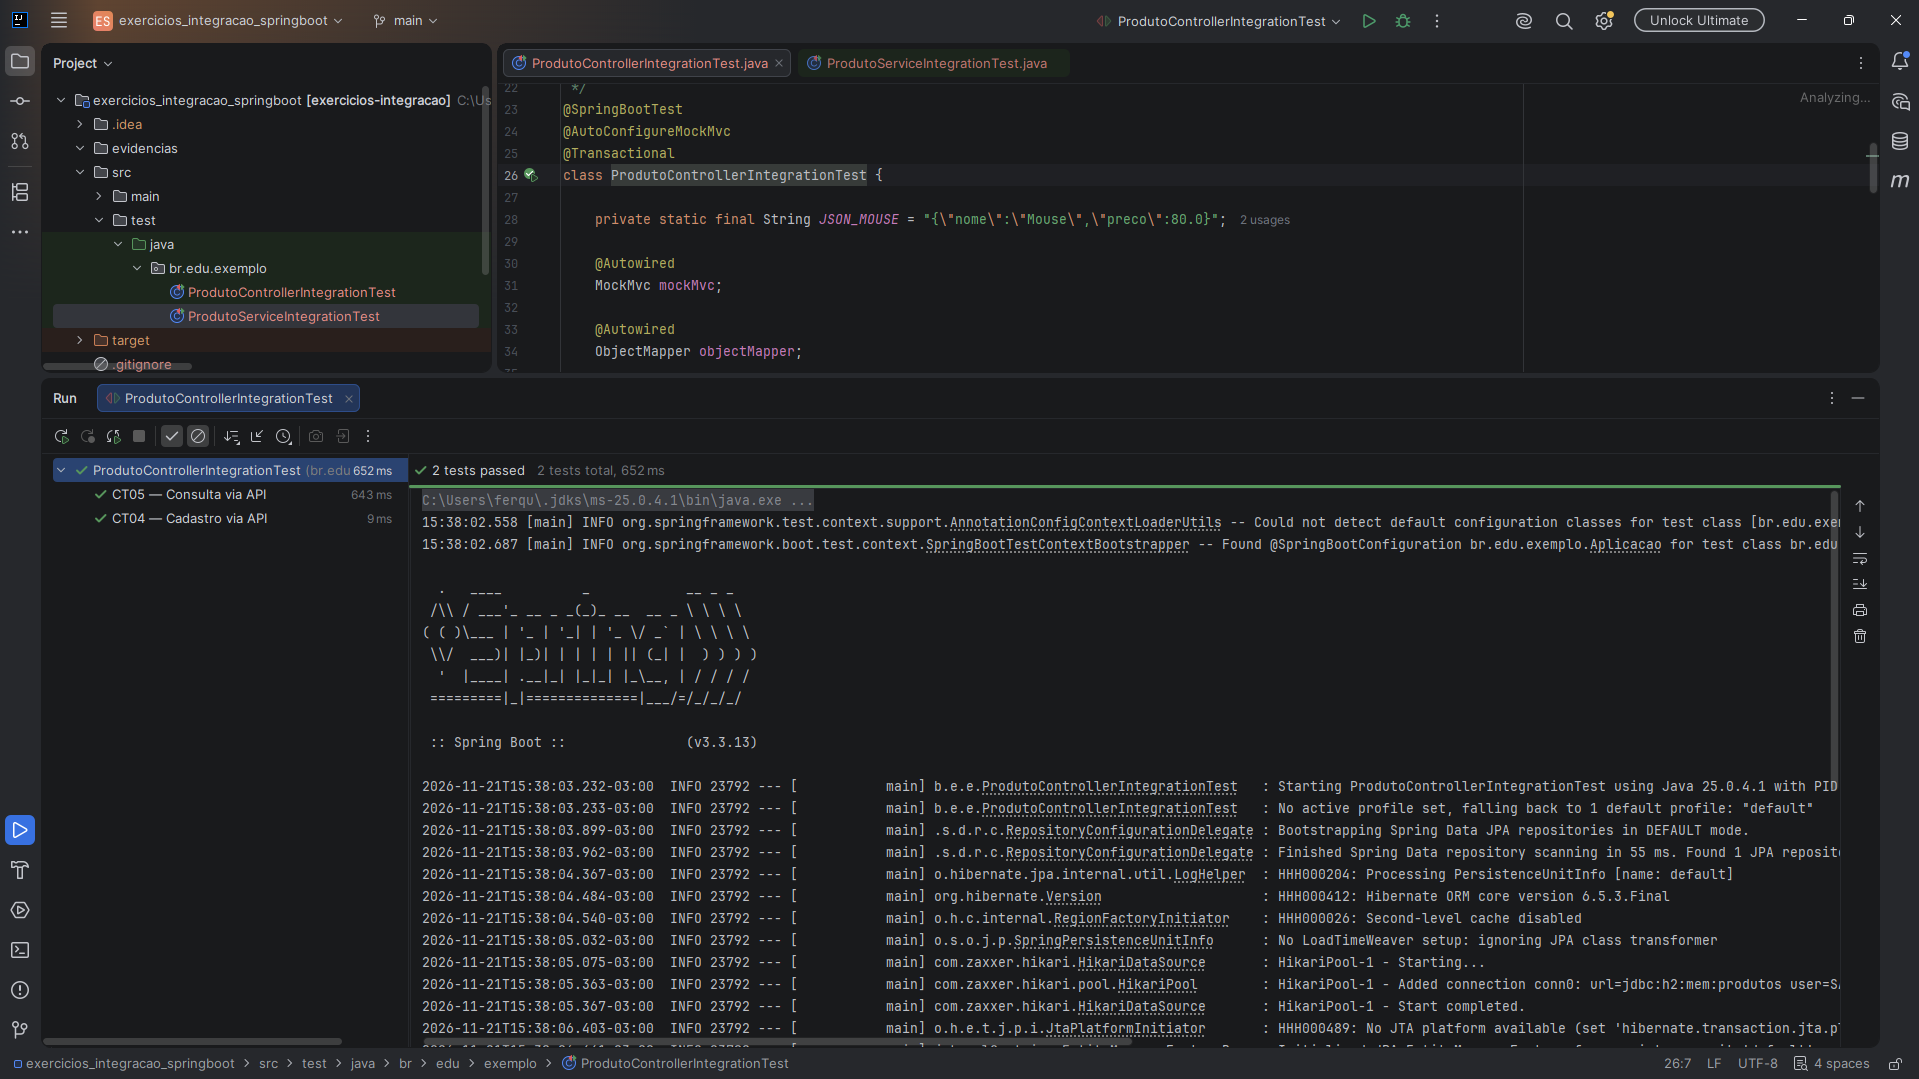 ES exercicios_integracao_springboot main ProdutoControllerIntegrationTest Unlock Ultimate
Project
exercicios_integracao_springboot [exercicios-integracao] C:\Us
.idea
evidencias
src
main
test
java
br.edu.exemplo
ProdutoControllerIntegrationTest
ProdutoServiceIntegrationTest
target
.gitignore
ProdutoControllerIntegrationTest.java ProdutoServiceIntegrationTest.java
Analyzing...
22 */
23 @SpringBootTest
24 @AutoConfigureMockMvc
25 @Transactional
26 class ProdutoControllerIntegrationTest {
27
28 private static final String JSON_MOUSE = "{\"nome\":\"Mouse\",\"preco\":80.0}"; 2 usages
29
30 @Autowired
31 MockMvc mockMvc;
32
33 @Autowired
34 ObjectMapper objectMapper;
Run ProdutoControllerIntegrationTest
ProdutoControllerIntegrationTest (br.edu 652 ms
CT05 — Consulta via API 643 ms
CT04 — Cadastro via API 9 ms
2 tests passed 2 tests total, 652 ms
C:\Users\ferqu\.jdks\ms-25.0.4.1\bin\java.exe ...
15:38:02.558 [main] INFO org.springframework.test.context.support.AnnotationConfigContextLoaderUtils -- Could not detect default configuration classes for test class [br.edu.exe
15:38:02.687 [main] INFO org.springframework.boot.test.context.SpringBootTestContextBootstrapper -- Found @SpringBootConfiguration br.edu.exemplo.Aplicacao for test class br.edu
:: Spring Boot :: (v3.3.13)
2026-11-21T15:38:03.232-03:00 INFO 23792 --- [ main] b.e.e.ProdutoControllerIntegrationTest : Starting ProdutoControllerIntegrationTest using Java 25.0.4.1 with PID
2026-11-21T15:38:03.233-03:00 INFO 23792 --- [ main] b.e.e.ProdutoControllerIntegrationTest : No active profile set, falling back to 1 default profile: "default"
2026-11-21T15:38:03.899-03:00 INFO 23792 --- [ main] .s.d.r.c.RepositoryConfigurationDelegate : Bootstrapping Spring Data JPA repositories in DEFAULT mode.
2026-11-21T15:38:03.962-03:00 INFO 23792 --- [ main] .s.d.r.c.RepositoryConfigurationDelegate : Finished Spring Data repository scanning in 55 ms. Found 1 JPA reposit
2026-11-21T15:38:04.367-03:00 INFO 23792 --- [ main] o.hibernate.jpa.internal.util.LogHelper : HHH000204: Processing PersistenceUnitInfo [name: default]
2026-11-21T15:38:04.484-03:00 INFO 23792 --- [ main] org.hibernate.Version : HHH000412: Hibernate ORM core version 6.5.3.Final
2026-11-21T15:38:04.540-03:00 INFO 23792 --- [ main] o.h.c.internal.RegionFactoryInitiator : HHH000026: Second-level cache disabled
2026-11-21T15:38:05.032-03:00 INFO 23792 --- [ main] o.s.o.j.p.SpringPersistenceUnitInfo : No LoadTimeWeaver setup: ignoring JPA class transformer
2026-11-21T15:38:05.075-03:00 INFO 23792 --- [ main] com.zaxxer.hikari.HikariDataSource : HikariPool-1 - Starting...
2026-11-21T15:38:05.363-03:00 INFO 23792 --- [ main] com.zaxxer.hikari.pool.HikariPool : HikariPool-1 - Added connection conn0: url=jdbc:h2:mem:produtos user=SA
2026-11-21T15:38:05.367-03:00 INFO 23792 --- [ main] com.zaxxer.hikari.HikariDataSource : HikariPool-1 - Start completed.
2026-11-21T15:38:06.403-03:00 INFO 23792 --- [ main] o.h.e.t.j.p.i.JtaPlatformInitiator : HHH000489: No JTA platform available (set 'hibernate.transaction.jta.p
exercicios_integracao_springboot > src > test > java > br > edu > exemplo > ProdutoControllerIntegrationTest
26:7 LF UTF-8 4 spaces